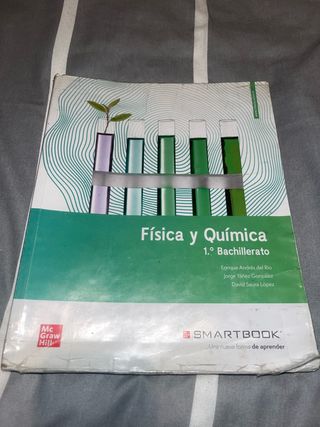 Física y Química
1.º Bachillerato
Enrique Andrés del Río
Jorge Yáñez González
David Saura López
Mc
Graw
Hill
SMARTBOOK
...Una nueva forma de aprender